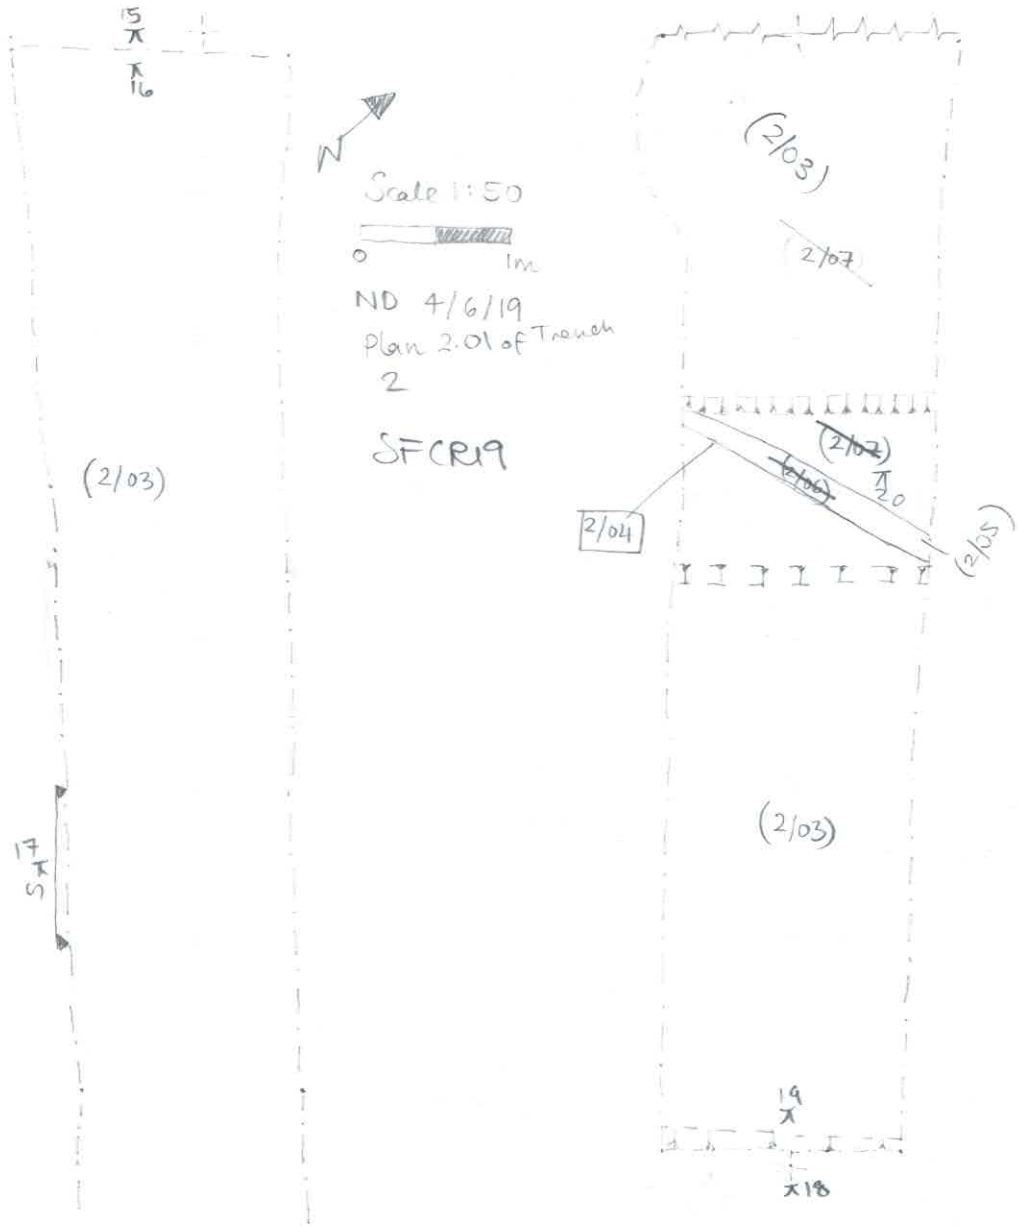 15
16
N
Scale 1:50
0 1m
ND 4/6/19
Plan 2.01 of Trench
2
SFCR19
(2/03)
17
S
(2/03)
(2/07)
(2/07)
20
(2/06)
2/04
(2/05)
(2/03)
19
18